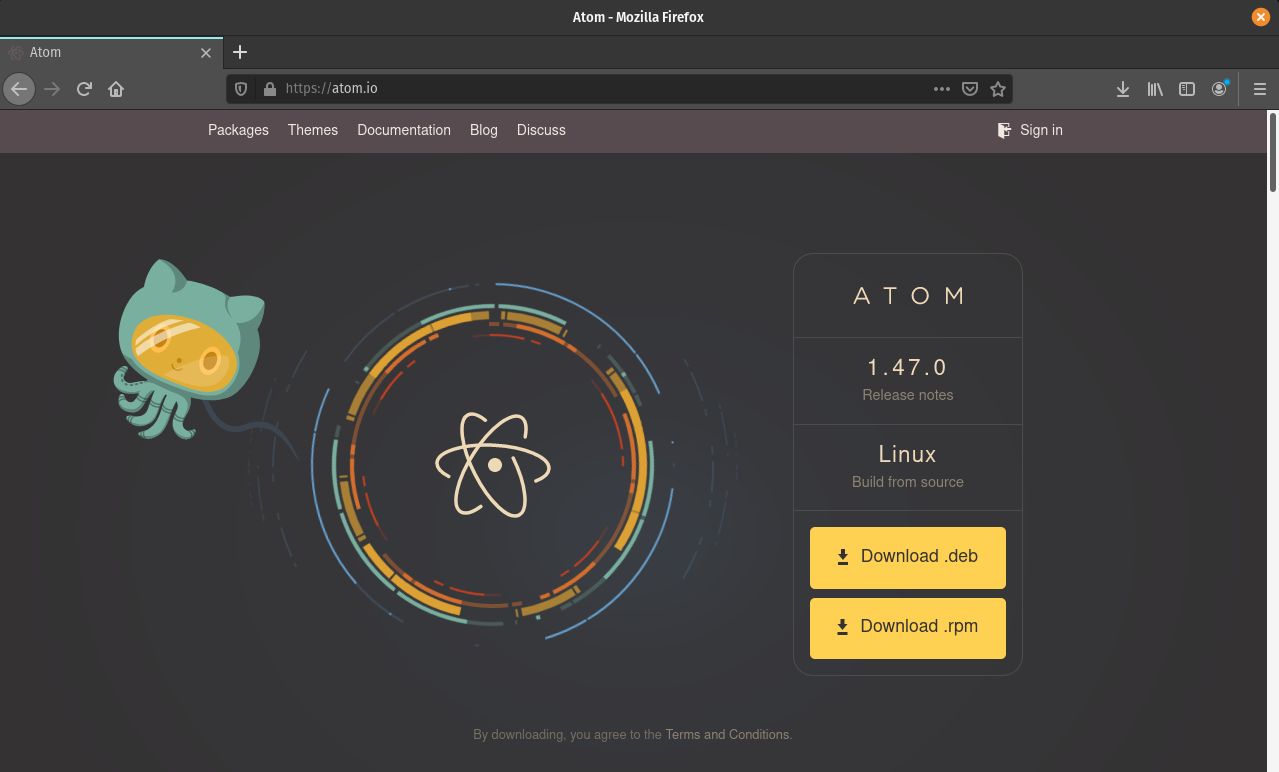 Atom - Mozilla Firefox
Atom
https://atom.io
Packages Themes Documentation Blog Discuss Sign in
ATOM
1.47.0
Release notes
Linux
Build from source
Download .deb
Download .rpm
By downloading, you agree to the Terms and Conditions.